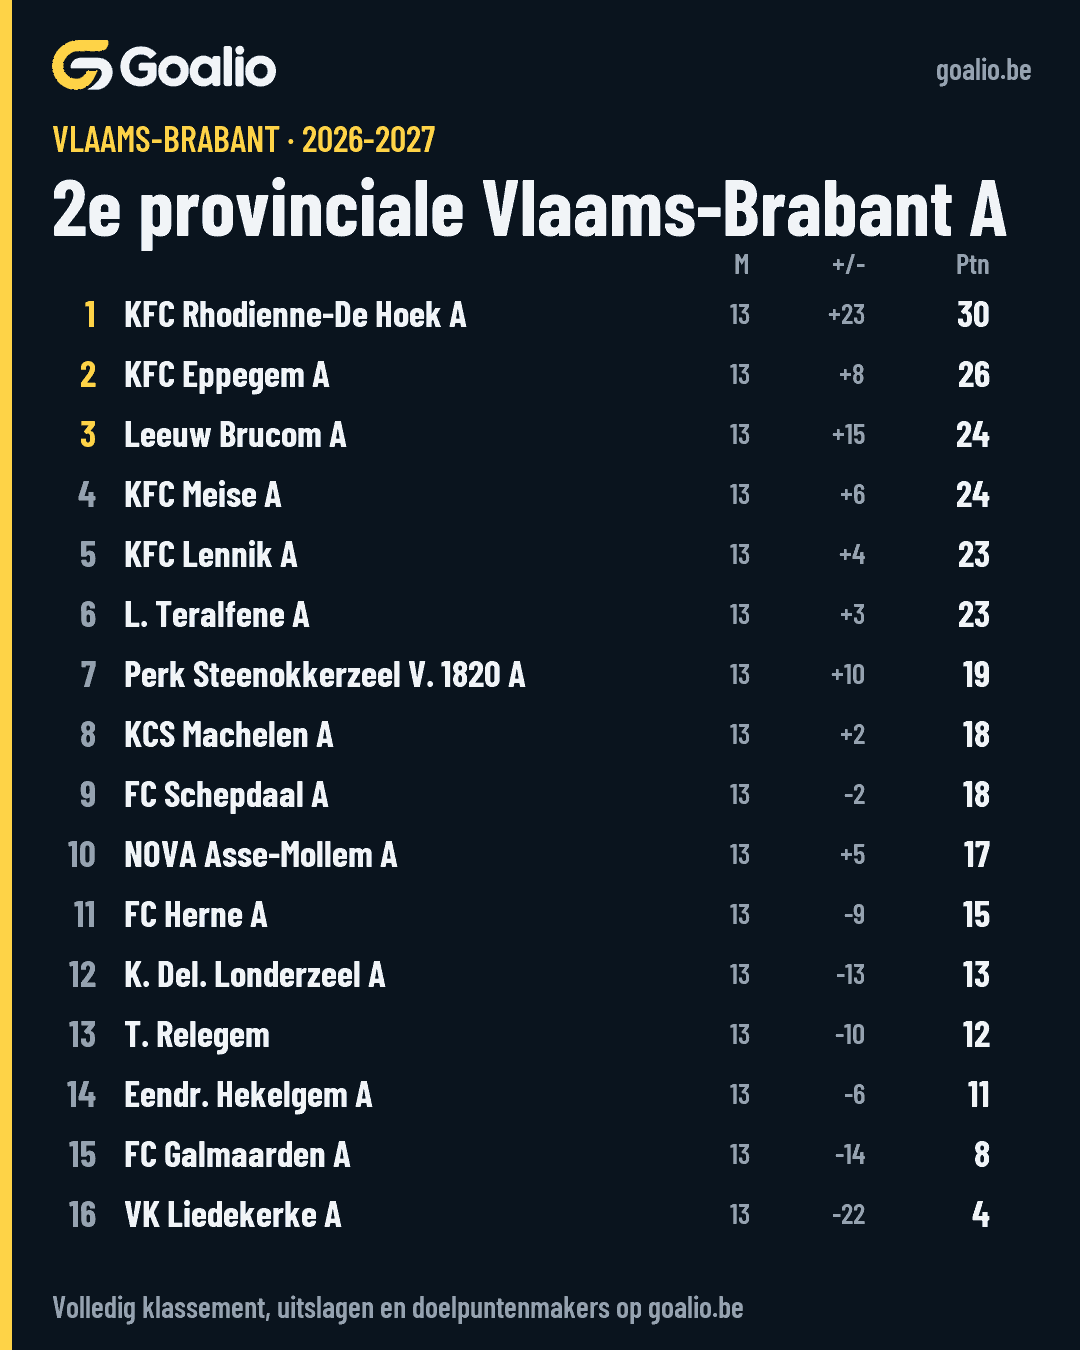 Goalio goalio.be
VLAAMS-BRABANT · 2026-2027
2e provinciale Vlaams-Brabant A
M +/- Ptn
1 KFC Rhodienne-De Hoek A 13 +23 30
2 KFC Eppegem A 13 +8 26
3 Leeuw Brucom A 13 +15 24
4 KFC Meise A 13 +6 24
5 KFC Lennik A 13 +4 23
6 L. Teralfene A 13 +3 23
7 Perk Steenokkerzeel V. 1820 A 13 +10 19
8 KCS Machelen A 13 +2 18
9 FC Schepdaal A 13 -2 18
10 NOVA Asse-Mollem A 13 +5 17
11 FC Herne A 13 -9 15
12 K. Del. Londerzeel A 13 -13 13
13 T. Relegem 13 -10 12
14 Eendr. Hekelgem A 13 -6 11
15 FC Galmaarden A 13 -14 8
16 VK Liedekerke A 13 -22 4
Volledig klassement, uitslagen en doelpuntenmakers op goalio.be